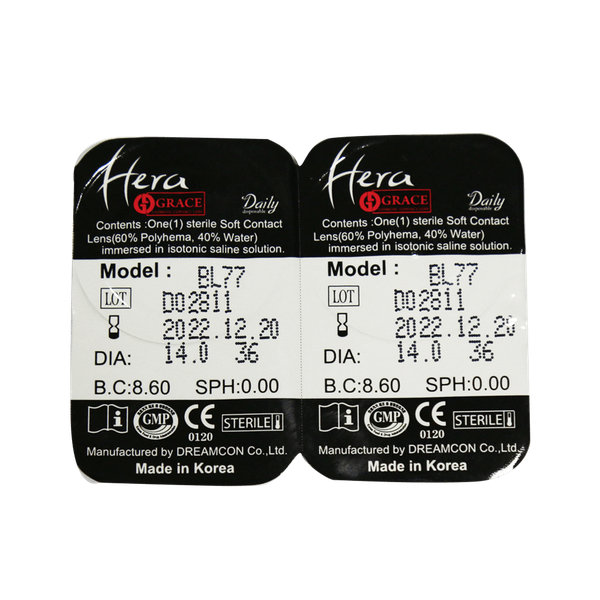 Hera
GRACE
Daily
disposable
Contents :One(1) sterile Soft Contact
Lens(60% Polyhema, 40% Water)
immersed in isotonic saline solution.
Model : BL77
LOT D02811
2022.12.20
DIA: 14.0 36
B.C:8.60 SPH:0.00
i GMP CE 0120 STERILE
Manufactured by DREAMCON Co.,Ltd.
Made in Korea
Hera
GRACE
Daily
disposable
Contents :One(1) sterile Soft Contact
Lens(60% Polyhema, 40% Water)
immersed in isotonic saline solution.
Model : BL77
LOT D02811
2022.12.20
DIA: 14.0 36
B.C:8.60 SPH:0.00
i GMP CE 0120 STERILE
Manufactured by DREAMCON Co.,Ltd.
Made in Korea